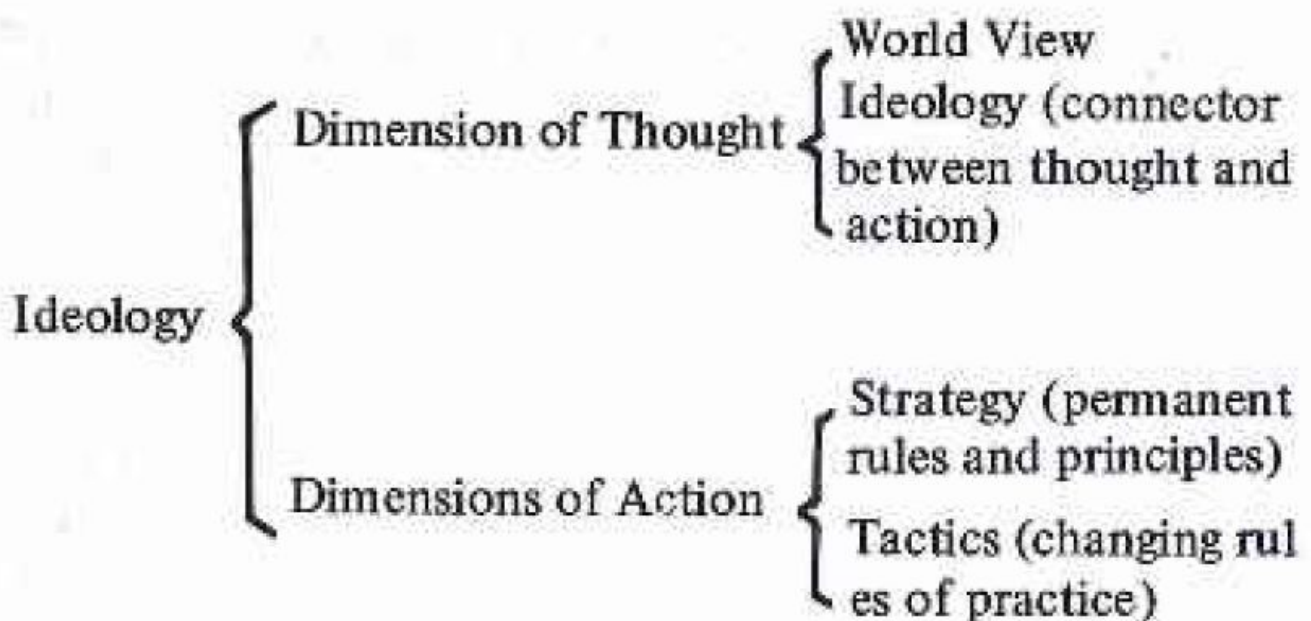 World View
Dimension of Thought
Ideology (connector
between thought and
action)
Ideology
Strategy (permanent
rules and principles)
Dimensions of Action
Tactics (changing rul
es of practice)